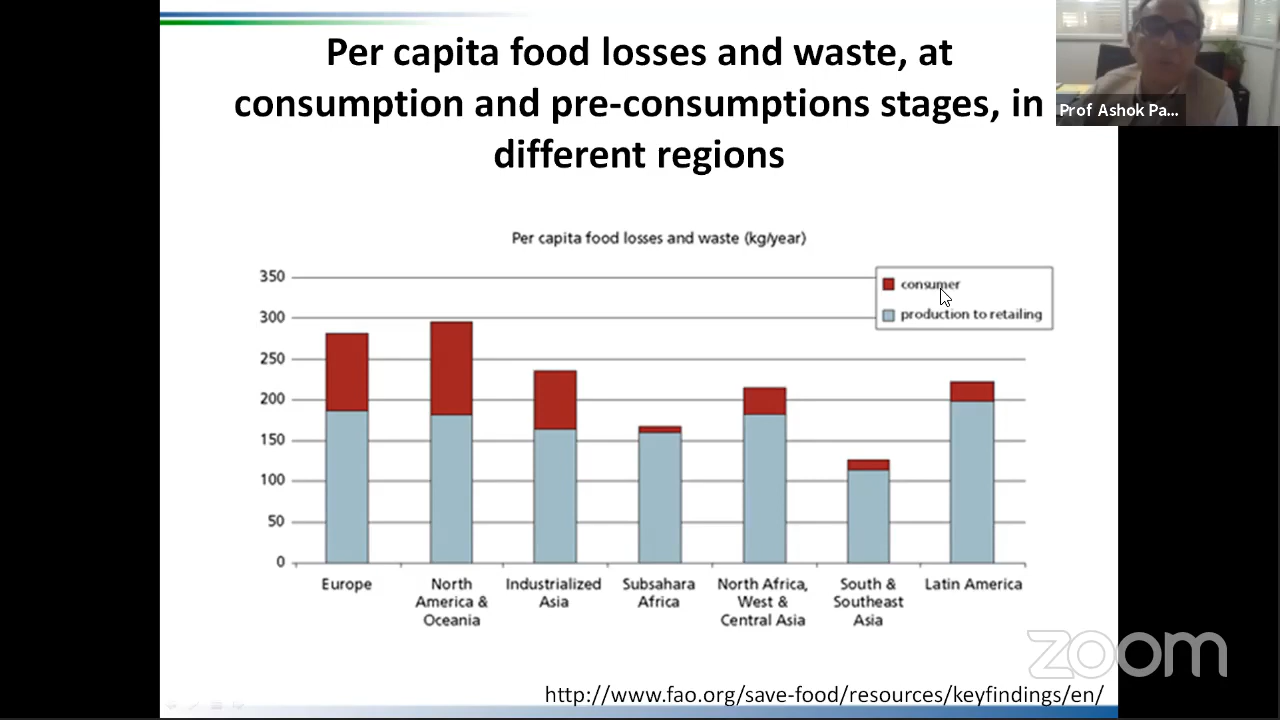 Per capita food losses and waste, at
consumption and pre-consumptions stages, in
different regions
Prof Ashok Pa...
Per capita food losses and waste (kg/year)
350
300
250
200
150
100
50
0
consumer
production to retailing
Europe
North
America &
Oceania
Industrialized
Asia
Subsahara
Africa
North Africa,
West &
Central Asia
South &
Southeast
Asia
Latin America
zoom
http://www.fao.org/save-food/resources/keyfindings/en/